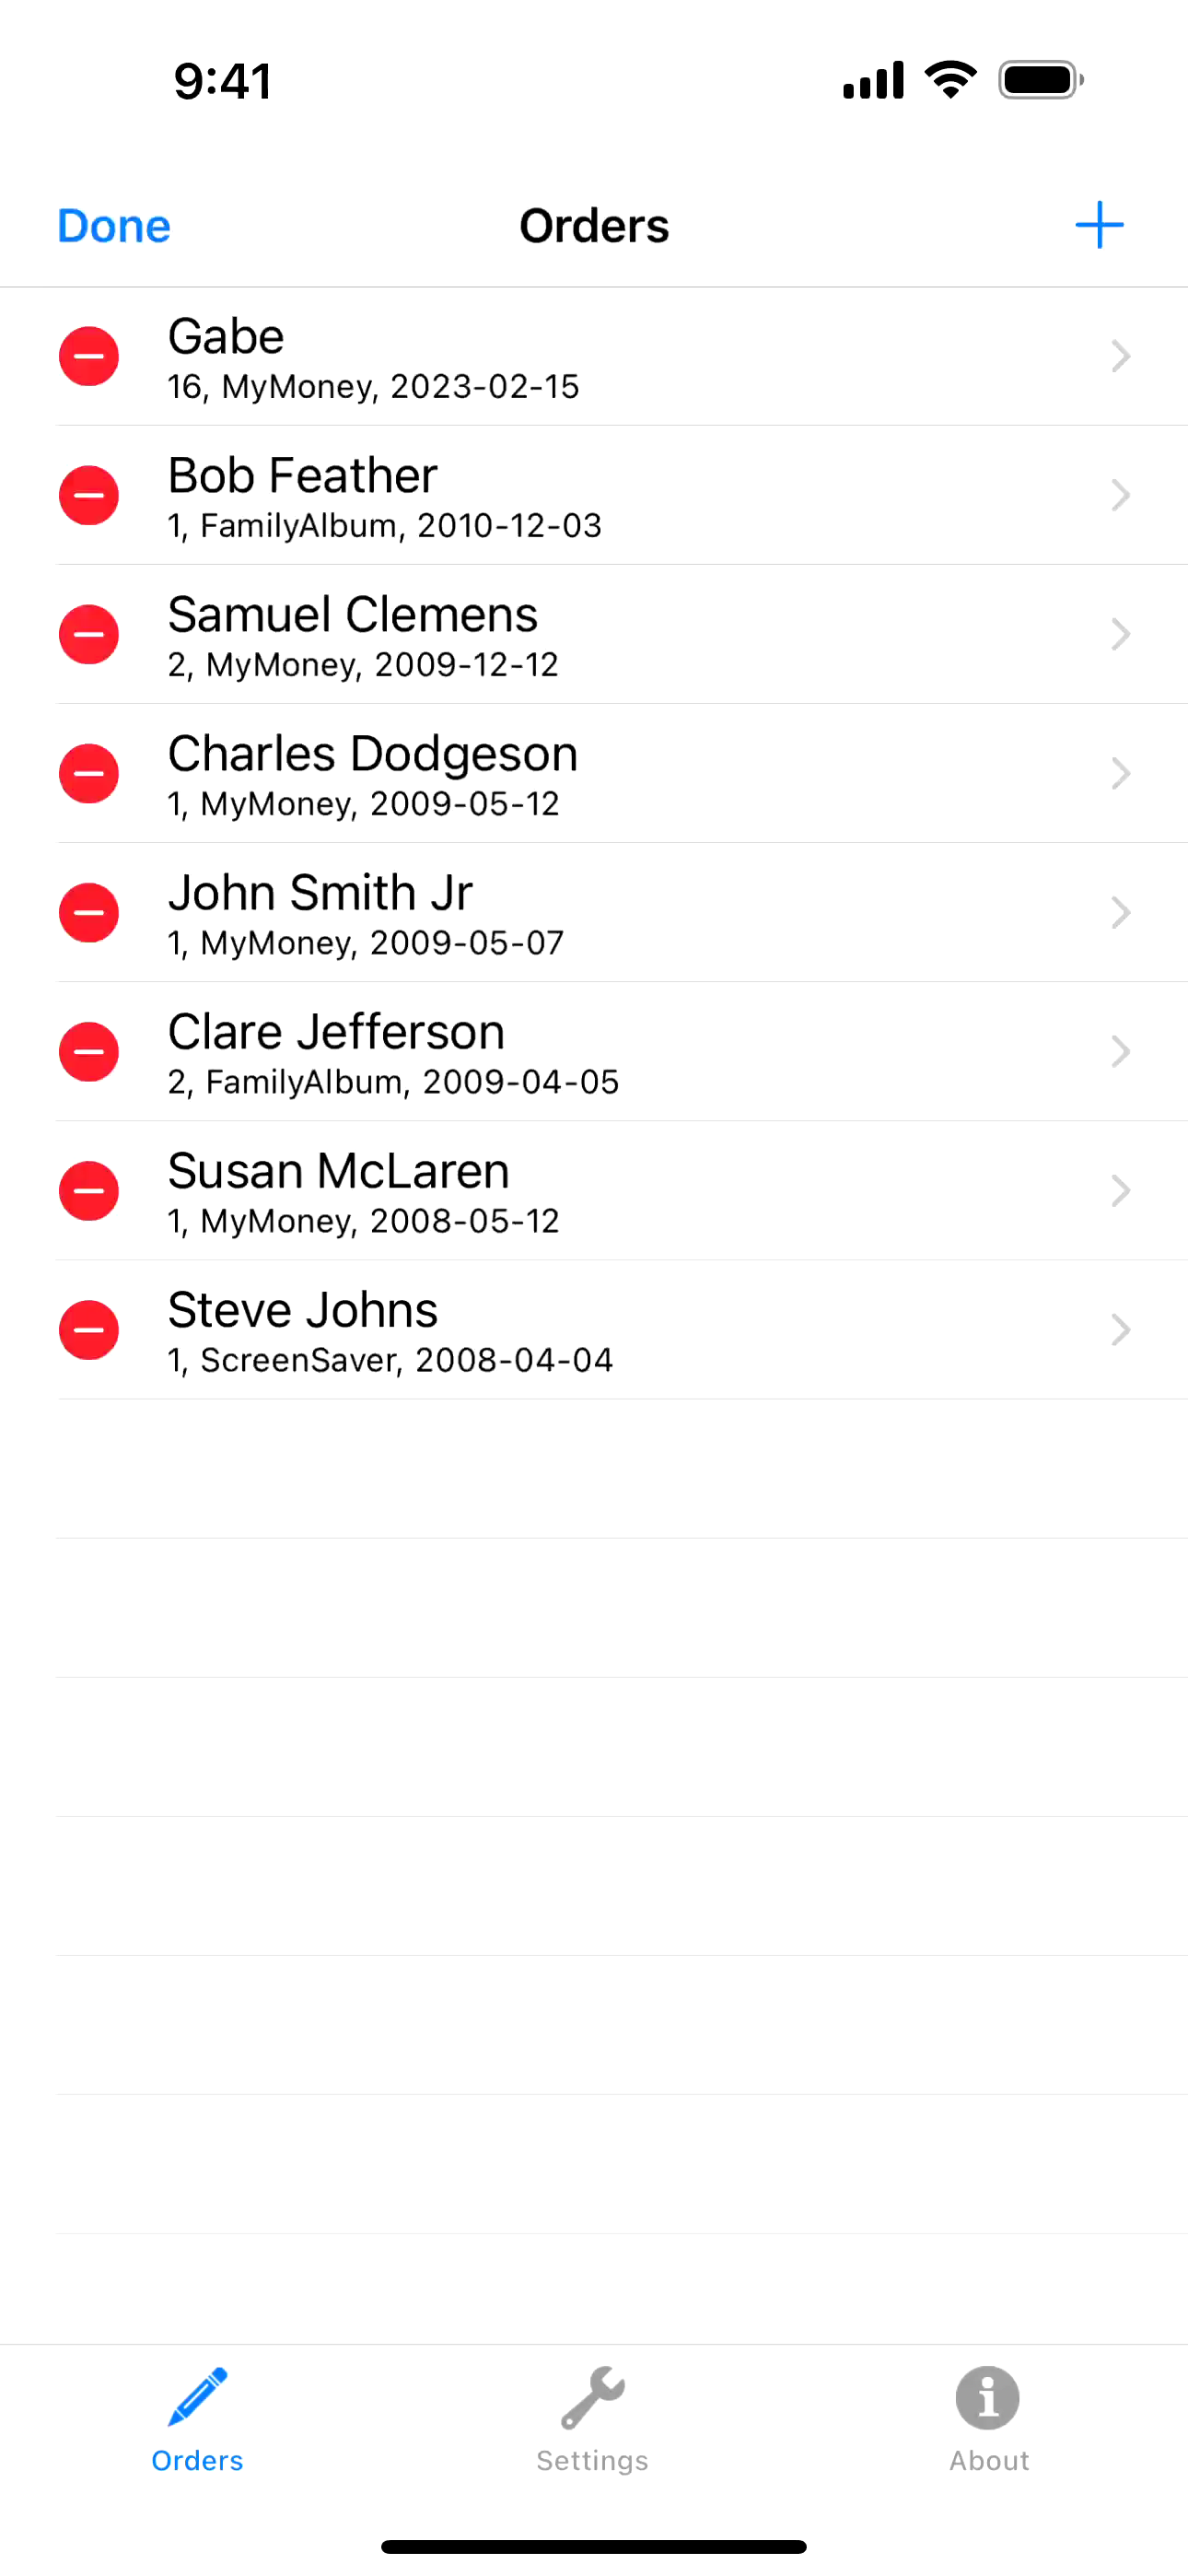 9:41
Done
Orders
Gabe
16, MyMoney, 2023-02-15
Bob Feather
1, FamilyAlbum, 2010-12-03
Samuel Clemens
2, MyMoney, 2009-12-12
Charles Dodgeson
1, MyMoney, 2009-05-12
John Smith Jr
1, MyMoney, 2009-05-07
Clare Jefferson
2, FamilyAlbum, 2009-04-05
Susan McLaren
1, MyMoney, 2008-05-12
Steve Johns
1, ScreenSaver, 2008-04-04
Orders
Settings
About